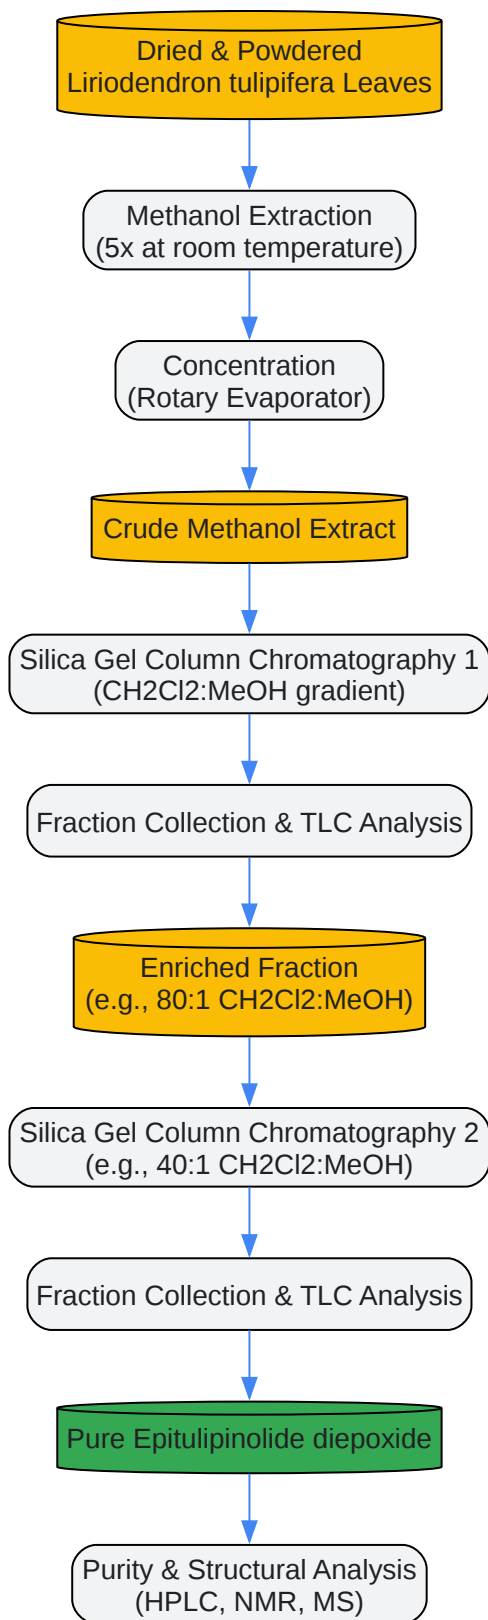 Dried & Powdered
Liriodendron tulipifera Leaves
Methanol Extraction
(5x at room temperature)
Concentration
(Rotary Evaporator)
Crude Methanol Extract
Silica Gel Column Chromatography 1
(CH2Cl2:MeOH gradient)
Fraction Collection & TLC Analysis
Enriched Fraction
(e.g., 80:1 CH2Cl2:MeOH)
Silica Gel Column Chromatography 2
(e.g., 40:1 CH2Cl2:MeOH)
Fraction Collection & TLC Analysis
Pure Epitulipinolide diepoxide
Purity & Structural Analysis
(HPLC, NMR, MS)